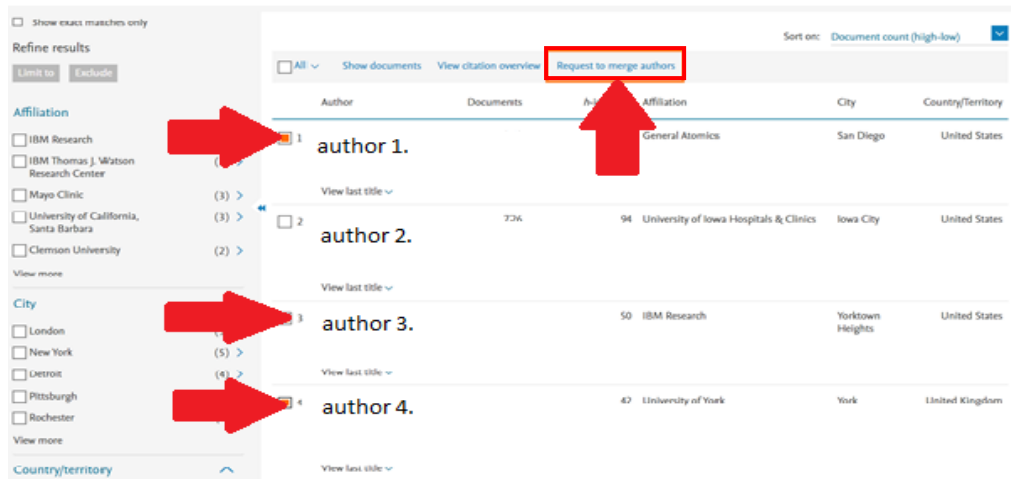 Show exact matches only
Refine results
Limit to Exclude
Affiliation
IBM Research
IBM Thomas J. Watson
Research Center
Mayo Clinic (3)
University of California, (3)
Santa Barbara
Clemson University (2)
View more
City
London
New York (5)
Detroit (4)
Pittsburgh
Rochester
View more
Country/territory
Sort on: Document count (high-low)
All Show documents View citation overview Request to merge authors
Author Documents Affiliation City Country/Territory
1 author 1. General Atomics San Diego United States
View last title
2 author 2. 726 94 University of Iowa Hospitals & Clinics Iowa City United States
View last title
3 author 3. 50 IBM Research Yorktown United States
Heights
View last title
4 author 4. 42 University of York York United Kingdom
View last title